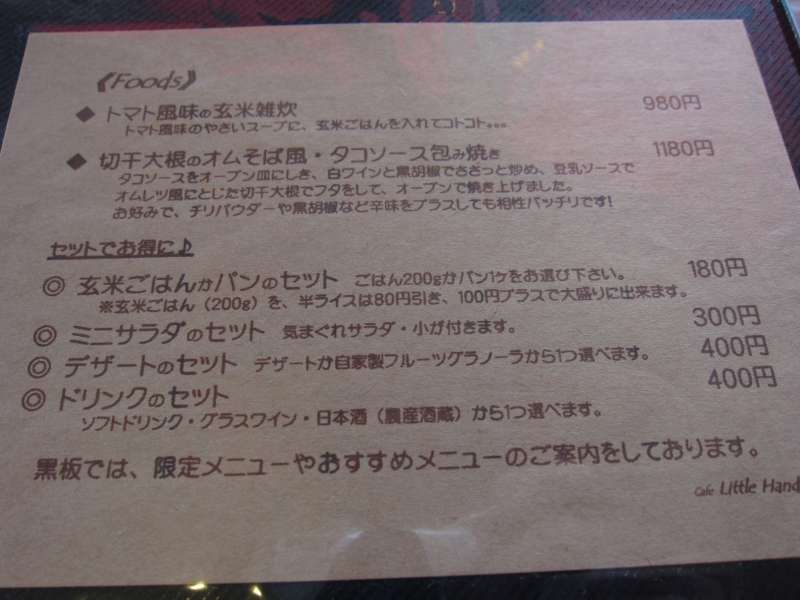 《Foods》
◆ トマト風味の玄米雑炊 980円
トマト風味のやさいスープに、玄米ごはんを入れてコトコト。。。
◆ 切干大根のオムそば風・タコソース包み焼き 1180円
タコソースをオーブン皿にしき、白ワインと黒胡椒でささっと炒め、豆乳ソースで
オムレツ風にとじた切干大根でフタをして、オーブンで焼き上げました。
お好みで、チリパウダーや黒胡椒など辛味をプラスしても相性バッチリです!
セットでお得に♪
◎ 玄米ごはんかパンのセット ごはん200gかパン1ケをお選び下さい。 180円
※玄米ごはん（200g）を、半ライスは80円引き、100円プラスで大盛りに出来ます。
◎ ミニサラダのセット 気まぐれサラダ・小が付きます。 300円
◎ デザートのセット デザートか自家製フルーツグラノーラから1つ選べます。 400円
◎ ドリンクのセット 400円
ソフトドリンク・グラスワイン・日本酒（農産酒蔵）から1つ選べます。
黒板では、限定メニューやおすすめメニューのご案内をしております。
Cafe Little Hand